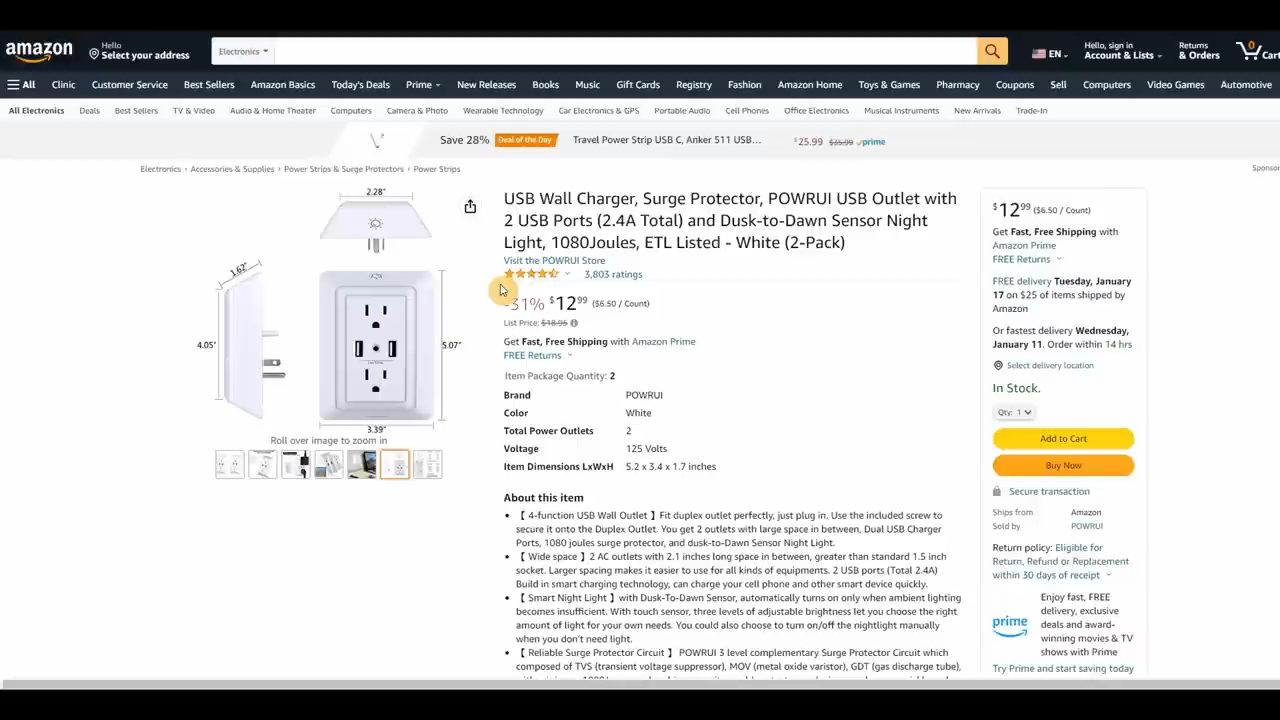 amazon
Hello
Select your address
Electronics
EN
Hello, sign in
Account & Lists
Returns
& Orders
0
Cart
All
Clinic
Customer Service
Best Sellers
Amazon Basics
Today's Deals
Prime
New Releases
Books
Music
Gift Cards
Registry
Fashion
Amazon Home
Toys & Games
Pharmacy
Coupons
Sell
Computers
Video Games
Automotive
All Electronics
Deals
Best Sellers
TV & Video
Audio & Home Theater
Computers
Camera & Photo
Wearable Technology
Car Electronics & GPS
Portable Audio
Cell Phones
Office Electronics
Musical Instruments
New Arrivals
Trade-In
Save 28% Deal of the Day Travel Power Strip USB C, Anker 511 USB... $25.99 $35.99 prime
Electronics › Accessories & Supplies › Power Strips & Surge Protectors › Power Strips
Sponsor
2.28"
1.62"
4.05"
5.07"
3.39"
Roll over image to zoom in
USB Wall Charger, Surge Protector, POWRUI USB Outlet with
2 USB Ports (2.4A Total) and Dusk-to-Dawn Sensor Night
Light, 1080Joules, ETL Listed - White (2-Pack)
Visit the POWRUI Store
3,803 ratings
-31% $12⁹⁹ ($6.50 / Count)
List Price: $18.95
Get Fast, Free Shipping with Amazon Prime
FREE Returns
Item Package Quantity: 2
Brand POWRUI
Color White
Total Power Outlets 2
Voltage 125 Volts
Item Dimensions LxWxH 5.2 x 3.4 x 1.7 inches
About this item
• 【 4-function USB Wall Outlet 】Fit duplex outlet perfectly, just plug in. Use the included screw to
secure it onto the Duplex Outlet. You get 2 outlets with large space in between, Dual USB Charger
Ports, 1080 joules surge protector, and dusk-to-Dawn Sensor Night Light.
• 【 Wide space 】2 AC outlets with 2.1 inches long space in between, greater than standard 1.5 inch
socket. Larger spacing makes it easier to use for all kinds of equipments. 2 USB ports (Total 2.4A)
Build in smart charging technology, can charge your cell phone and other smart device quickly.
• 【 Smart Night Light 】with Dusk-To-Dawn Sensor, automatically turns on only when ambient lighting
becomes insufficient. With touch sensor, three levels of adjustable brightness let you choose the right
amount of light for your own needs. You could also choose to turn on/off the nightlight manually
when you don't need light.
• 【 Reliable Surge Protector Circuit 】 POWRUI 3 level complementary Surge Protector Circuit which
composed of TVS (transient voltage suppressor), MOV (metal oxide varistor), GDT (gas discharge tube),
$12⁹⁹ ($6.50 / Count)
Get Fast, Free Shipping with
Amazon Prime
FREE Returns
FREE delivery Tuesday, January
17 on $25 of items shipped by
Amazon
Or fastest delivery Wednesday,
January 11. Order within 14 hrs
Select delivery location
In Stock.
Qty: 1
Add to Cart
Buy Now
Secure transaction
Ships from Amazon
Sold by POWRUI
Return policy: Eligible for
Return, Refund or Replacement
within 30 days of receipt
prime
Enjoy fast, FREE
delivery, exclusive
deals and award-
winning movies & TV
shows with Prime
Try Prime and start saving today